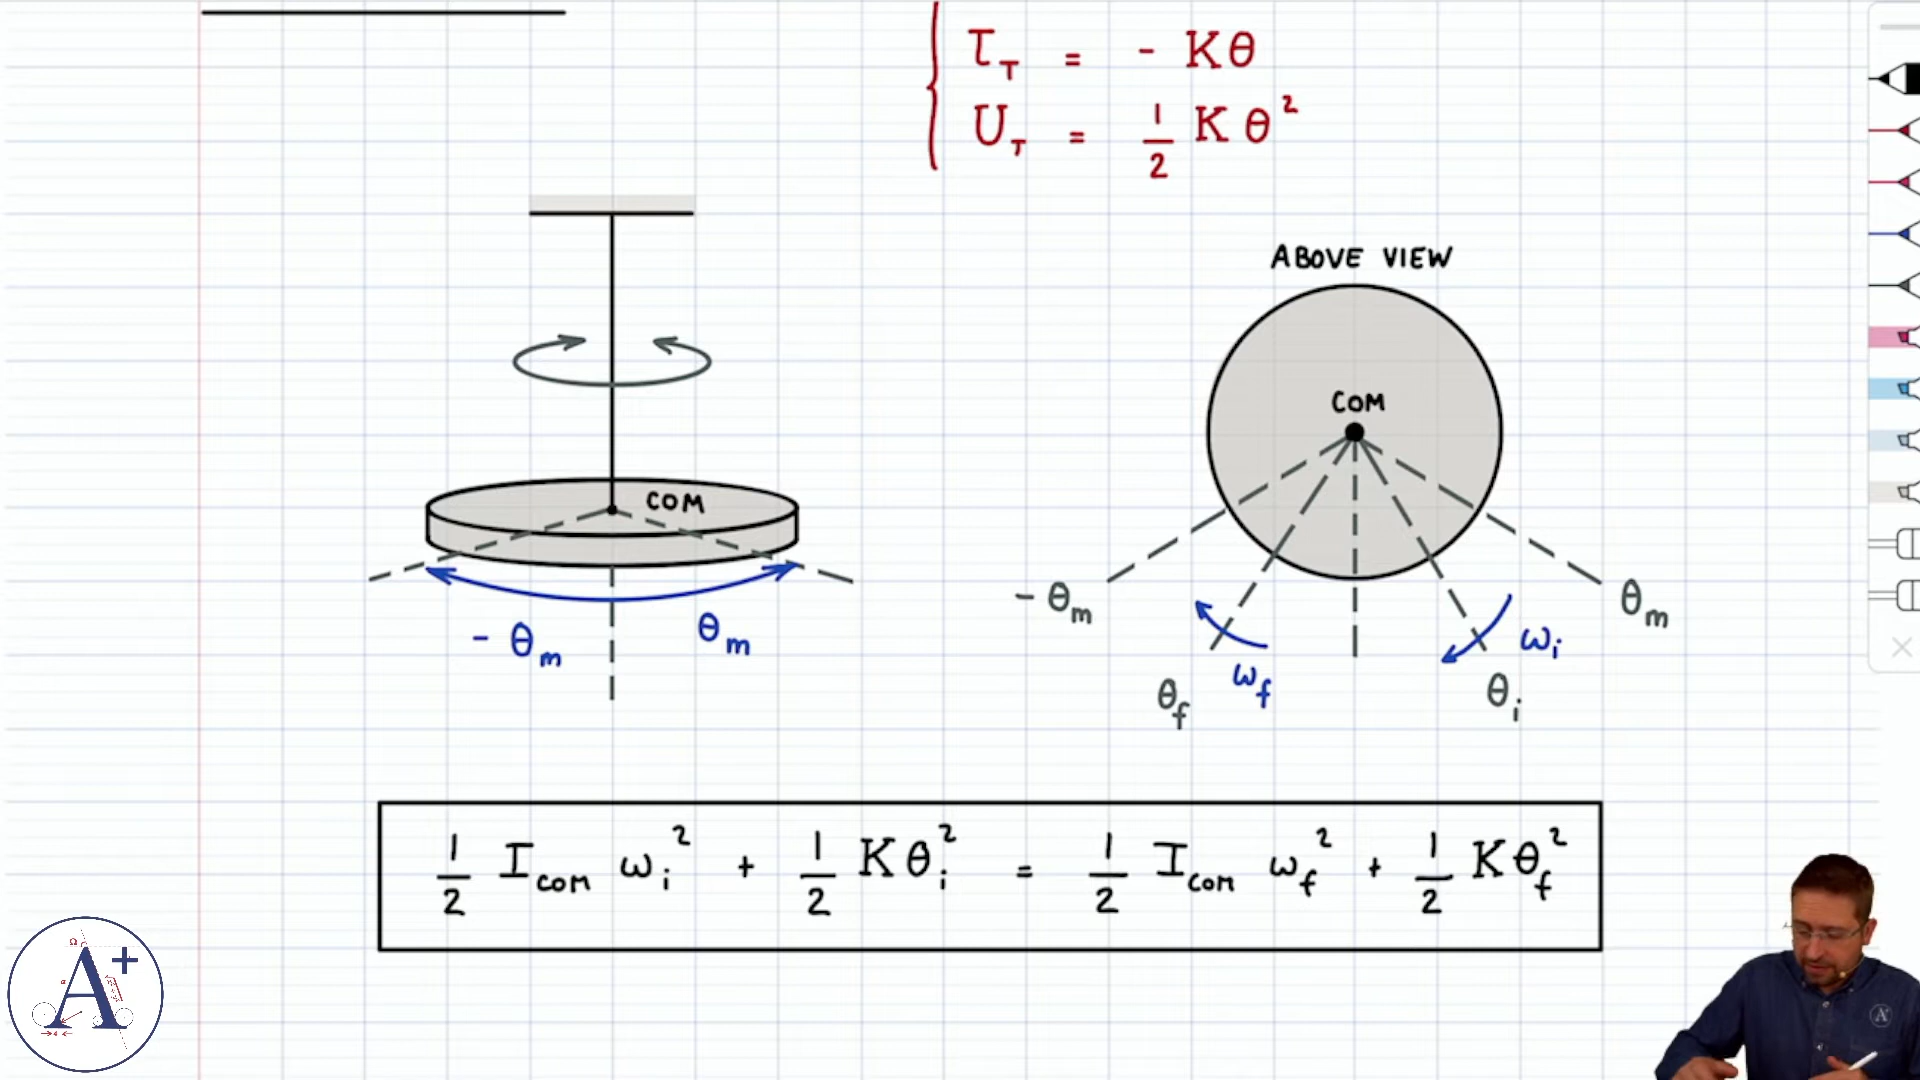 τ_T = - Kθ
U_T = 1/2 K θ²
ABOVE VIEW
COM
COM
- θ_m
θ_m
- θ_m
θ_m
ω_f
ω_i
θ_f
θ_i
1/2 I_com ω_i² + 1/2 Kθ_i² = 1/2 I_com ω_f² + 1/2 Kθ_f²
A+
A+